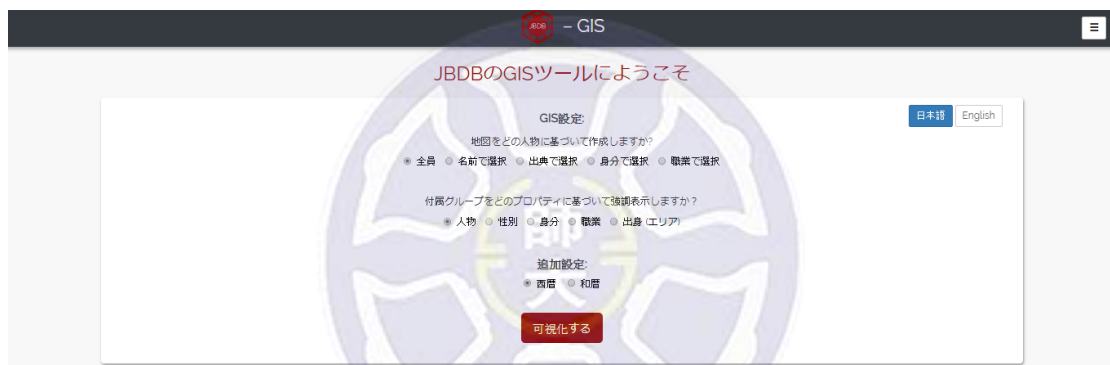 JBDB – GIS
≡
JBDBのGISツールにようこそ
日本語 English
GIS設定:
地図をどの人物に基づいて作成しますか?
全員 名前で選択 出典で選択 身分で選択 職業で選択
付属グループをどのプロパティに基づいて強調表示しますか？
人物 性別 身分 職業 出身 (エリア)
師大
追加設定:
西暦 和暦
可視化する